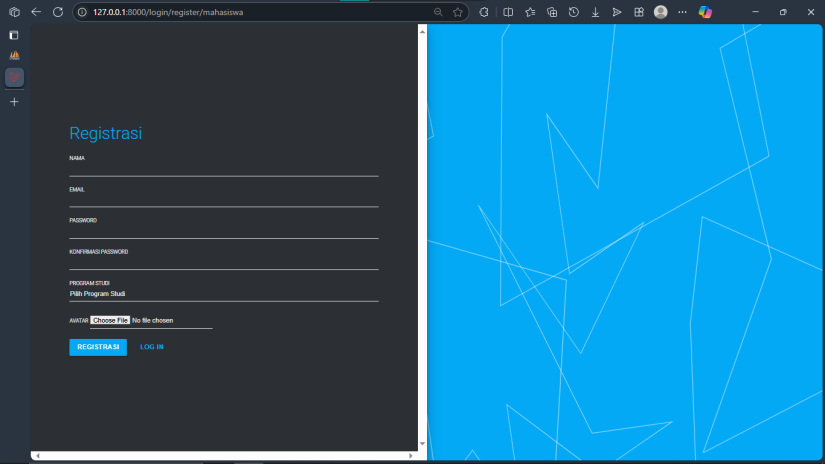 127.0.0.1:8000/login/register/mahasiswa
Registrasi
NAMA
EMAIL
PASSWORD
KONFIRMASI PASSWORD
PROGRAM STUDI
Pilih Program Studi
AVATAR Choose File No file chosen
REGISTRASI LOG IN